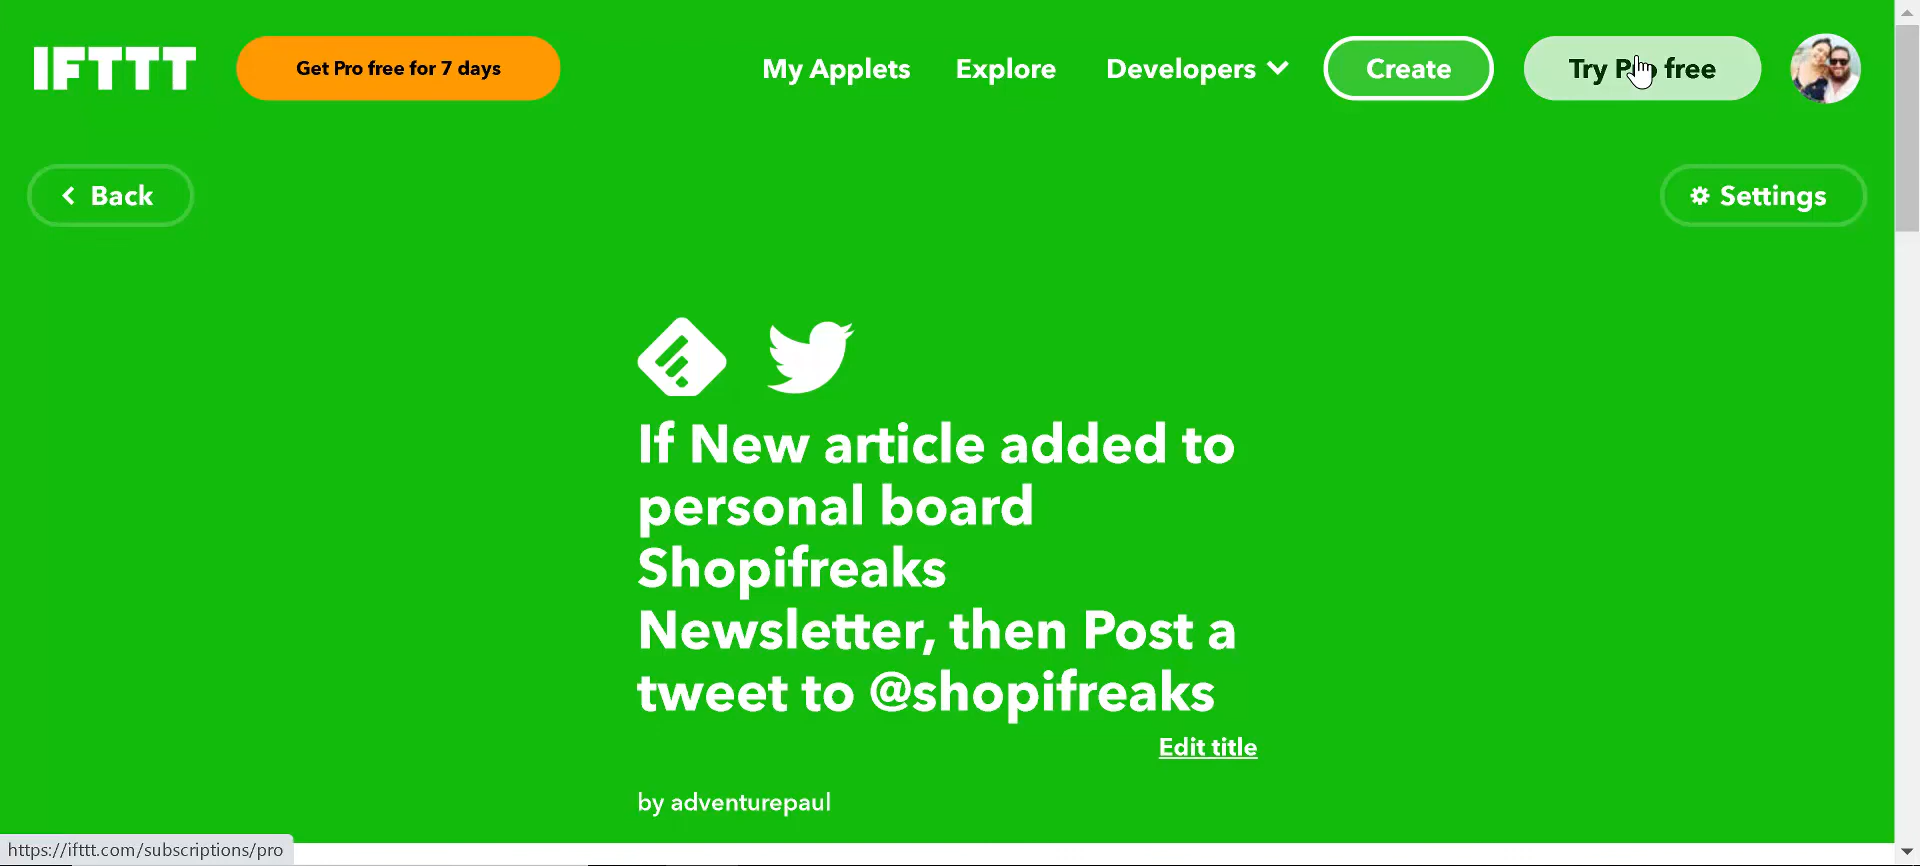 IFTTT
Get Pro free for 7 days
My Applets
Explore
Developers
Create
Try Pro free
Back
Settings
If New article added to
personal board
Shopifreaks
Newsletter, then Post a
tweet to @shopifreaks
Edit title
by adventurepaul
https://ifttt.com/subscriptions/pro